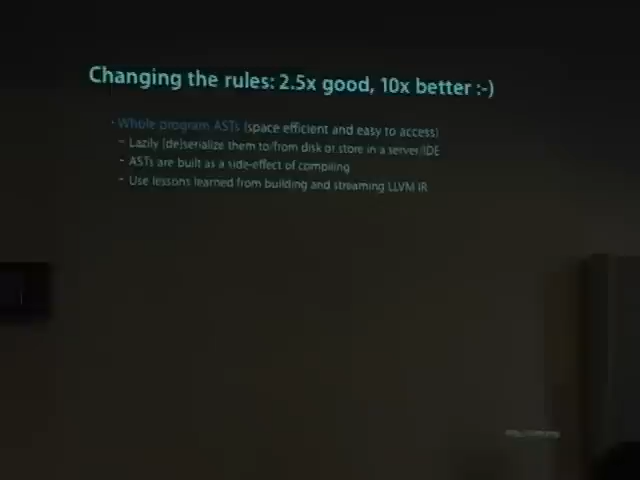 Changing the rules: 2.5x good, 10x better :-)
• Whole program ASTs (space efficient and easy to access)
– Lazily (de)serialize them to/from disk or store in a server/IDE
– ASTs are built as a side-effect of compiling
– Use lessons learned from building and streaming LLVM IR